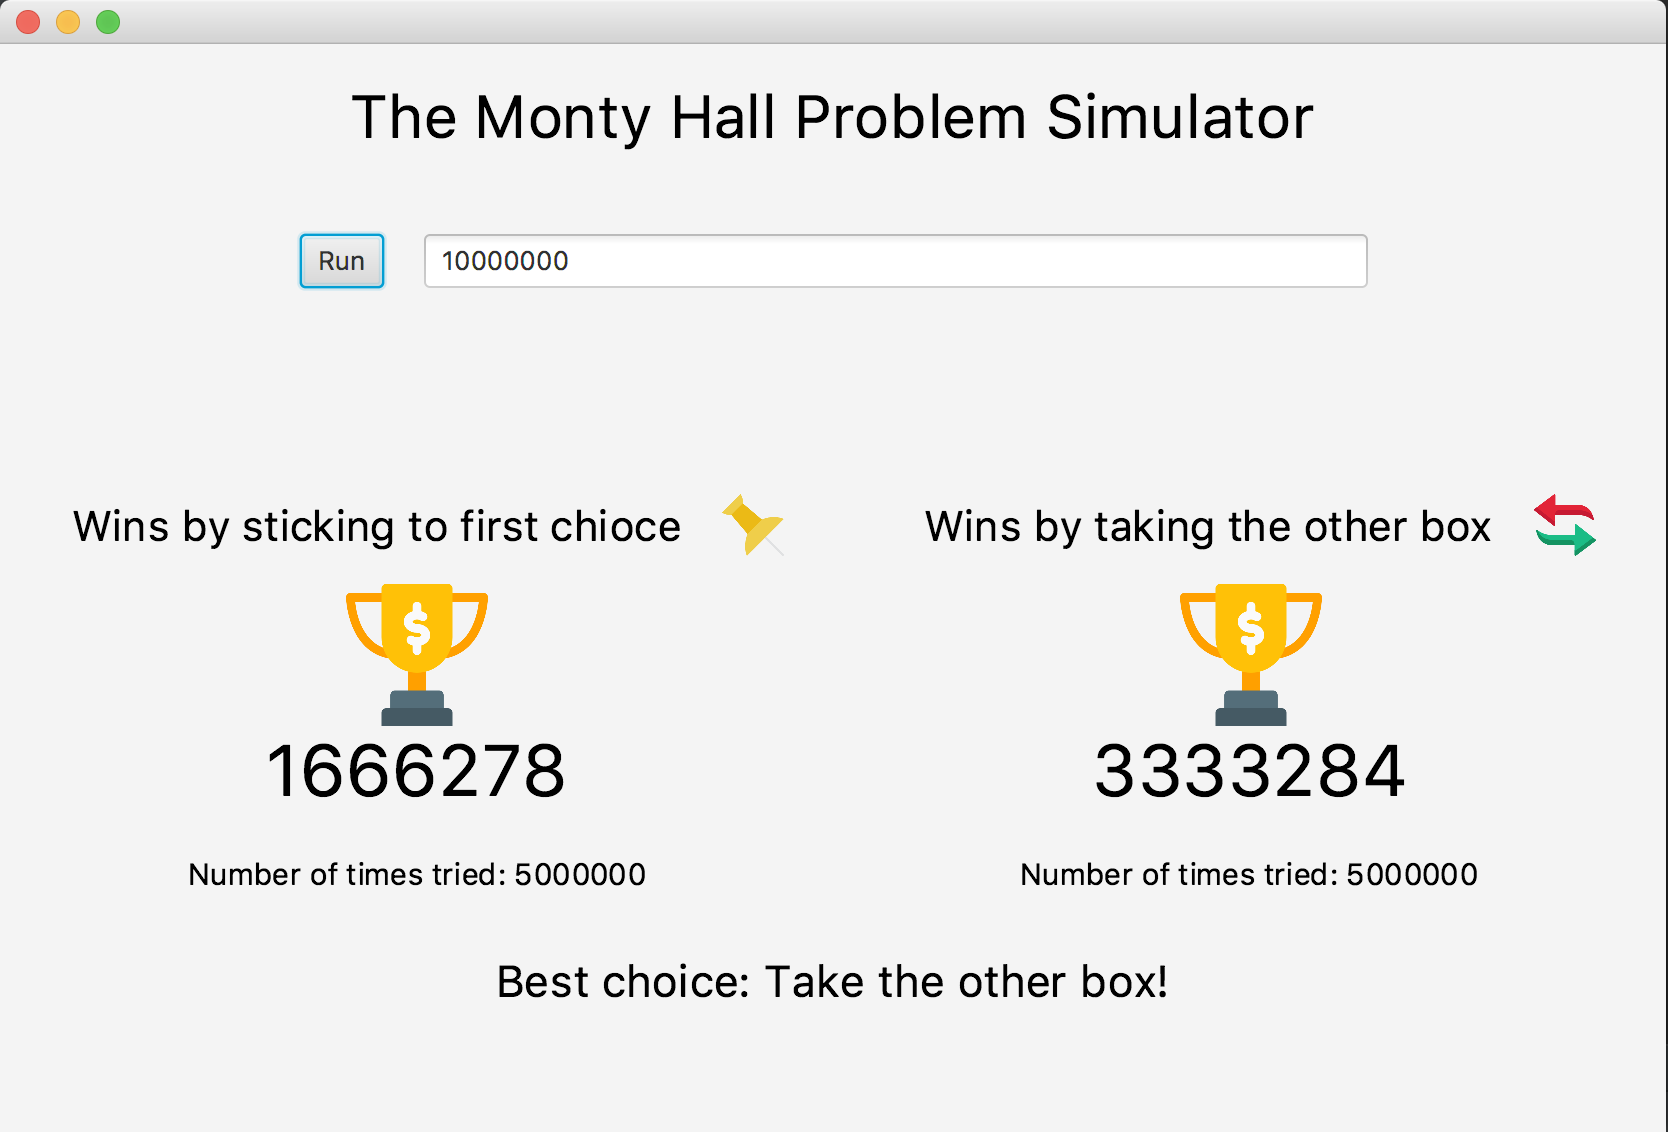 The Monty Hall Problem Simulator
Run
10000000
Wins by sticking to first chioce
Wins by taking the other box
$
$
1666278
3333284
Number of times tried: 5000000
Number of times tried: 5000000
Best choice: Take the other box!